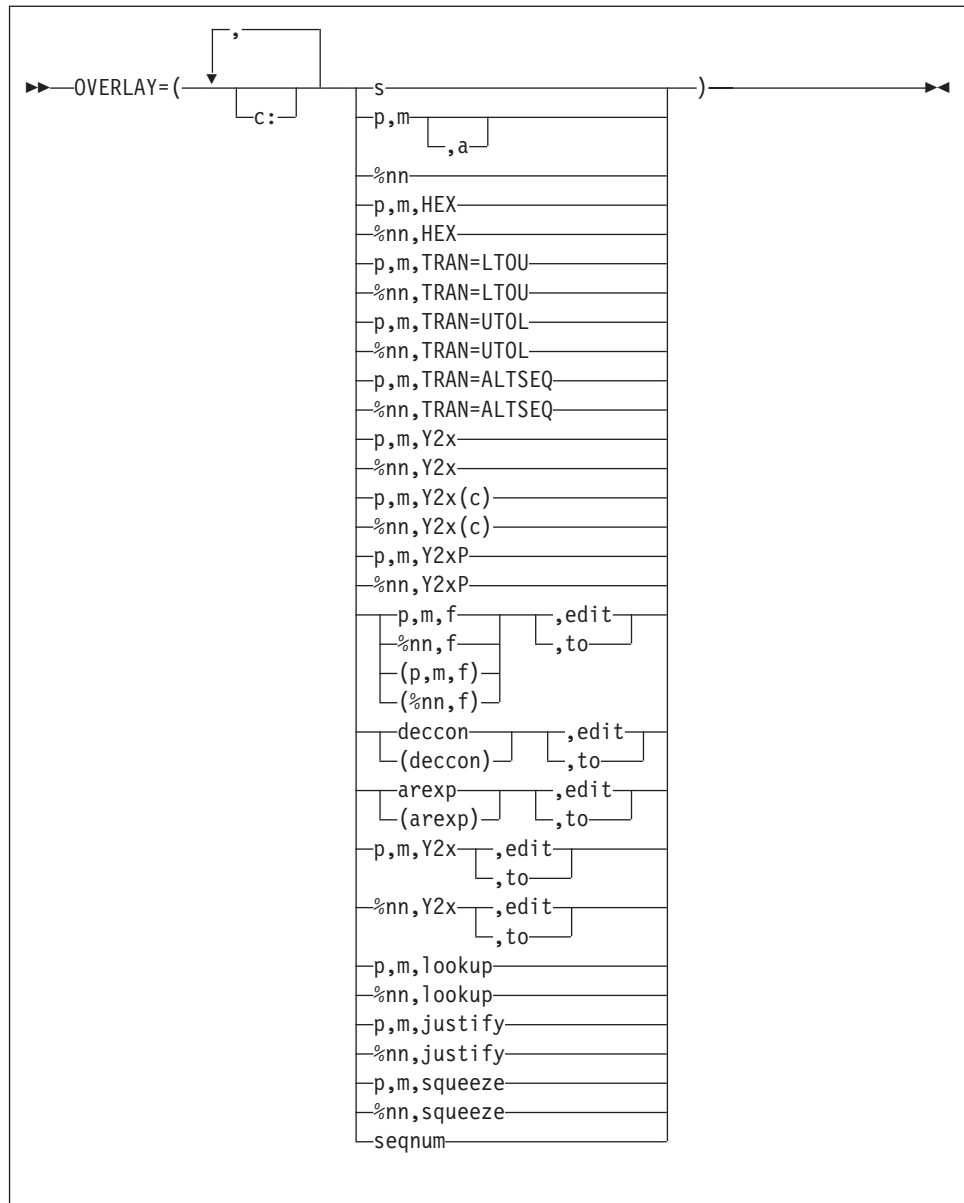 ,
OVERLAY=( s )
c:
p,m
,a
%nn
p,m,HEX
%nn,HEX
p,m,TRAN=LTOU
%nn,TRAN=LTOU
p,m,TRAN=UTOL
%nn,TRAN=UTOL
p,m,TRAN=ALTSEQ
%nn,TRAN=ALTSEQ
p,m,Y2x
%nn,Y2x
p,m,Y2x(c)
%nn,Y2x(c)
p,m,Y2xP
%nn,Y2xP
p,m,f ,edit
%nn,f ,to
(p,m,f)
(%nn,f)
deccon ,edit
(deccon) ,to
arexp ,edit
(arexp) ,to
p,m,Y2x ,edit
,to
%nn,Y2x ,edit
,to
p,m,lookup
%nn,lookup
p,m,justify
%nn,justify
p,m,squeeze
%nn,squeeze
seqnum